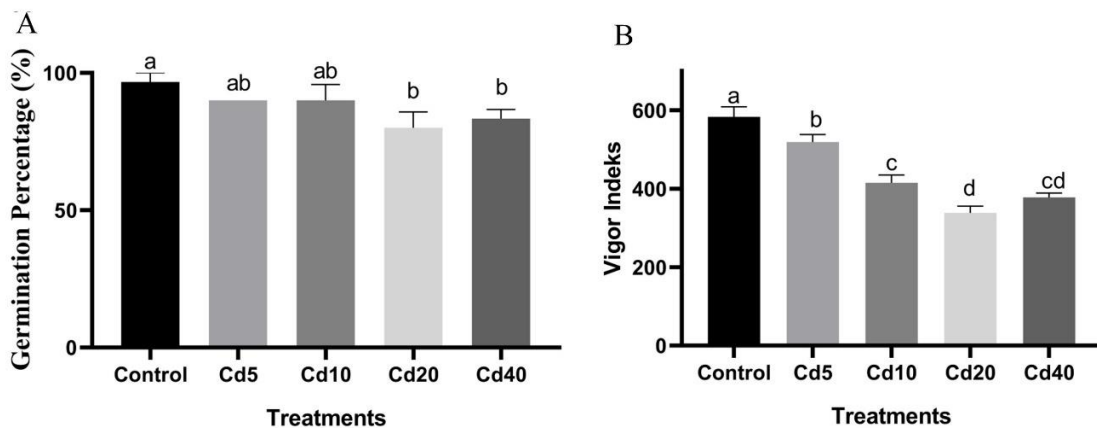 A
Germination Percentage (%)
100
50
0
a
ab
ab
b
b
Control Cd5 Cd10 Cd20 Cd40
Treatments
B
Vigor Indeks
600
400
200
0
a
b
c
d
cd
Control Cd5 Cd10 Cd20 Cd40
Treatments